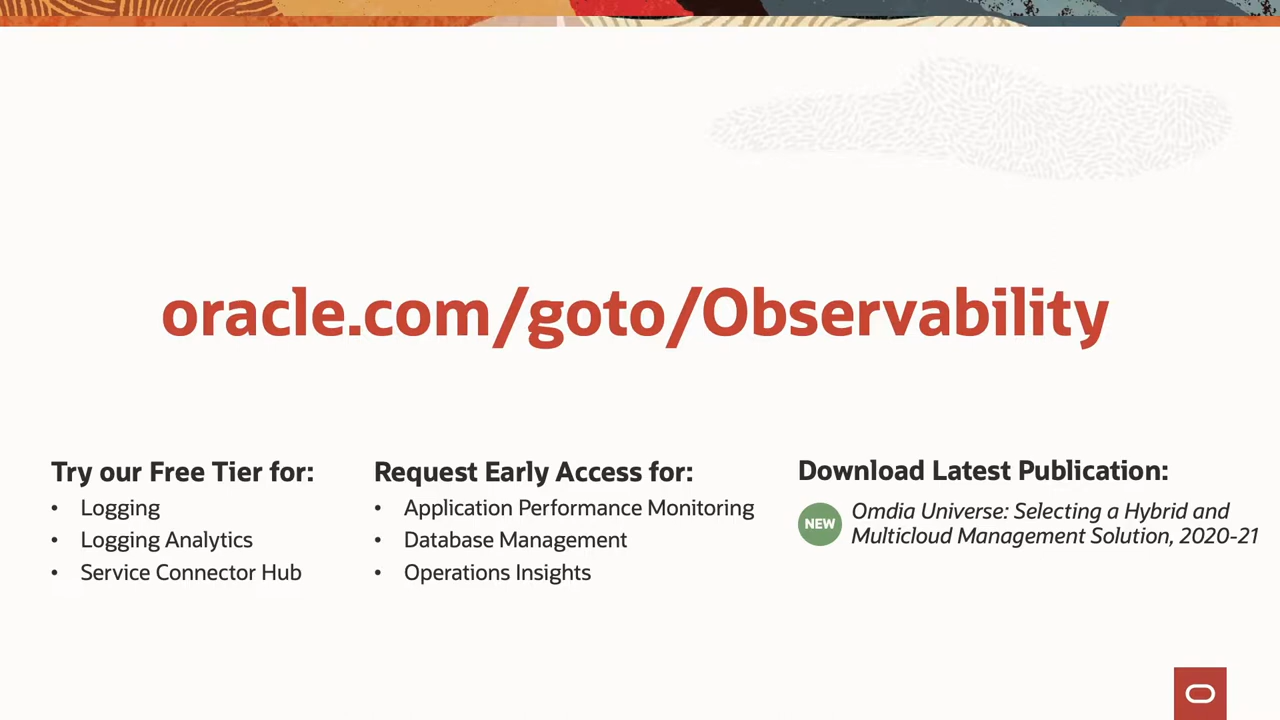 oracle.com/goto/Observability
Try our Free Tier for:
• Logging
• Logging Analytics
• Service Connector Hub
Request Early Access for:
• Application Performance Monitoring
• Database Management
• Operations Insights
Download Latest Publication:
NEW
Omdia Universe: Selecting a Hybrid and
Multicloud Management Solution, 2020-21